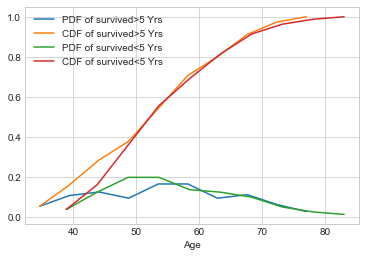 PDF of survived>5 Yrs
CDF of survived>5 Yrs
PDF of survived<5 Yrs
CDF of survived<5 Yrs
1.0
0.8
0.6
0.4
0.2
0.0
40 50 60 70 80
Age